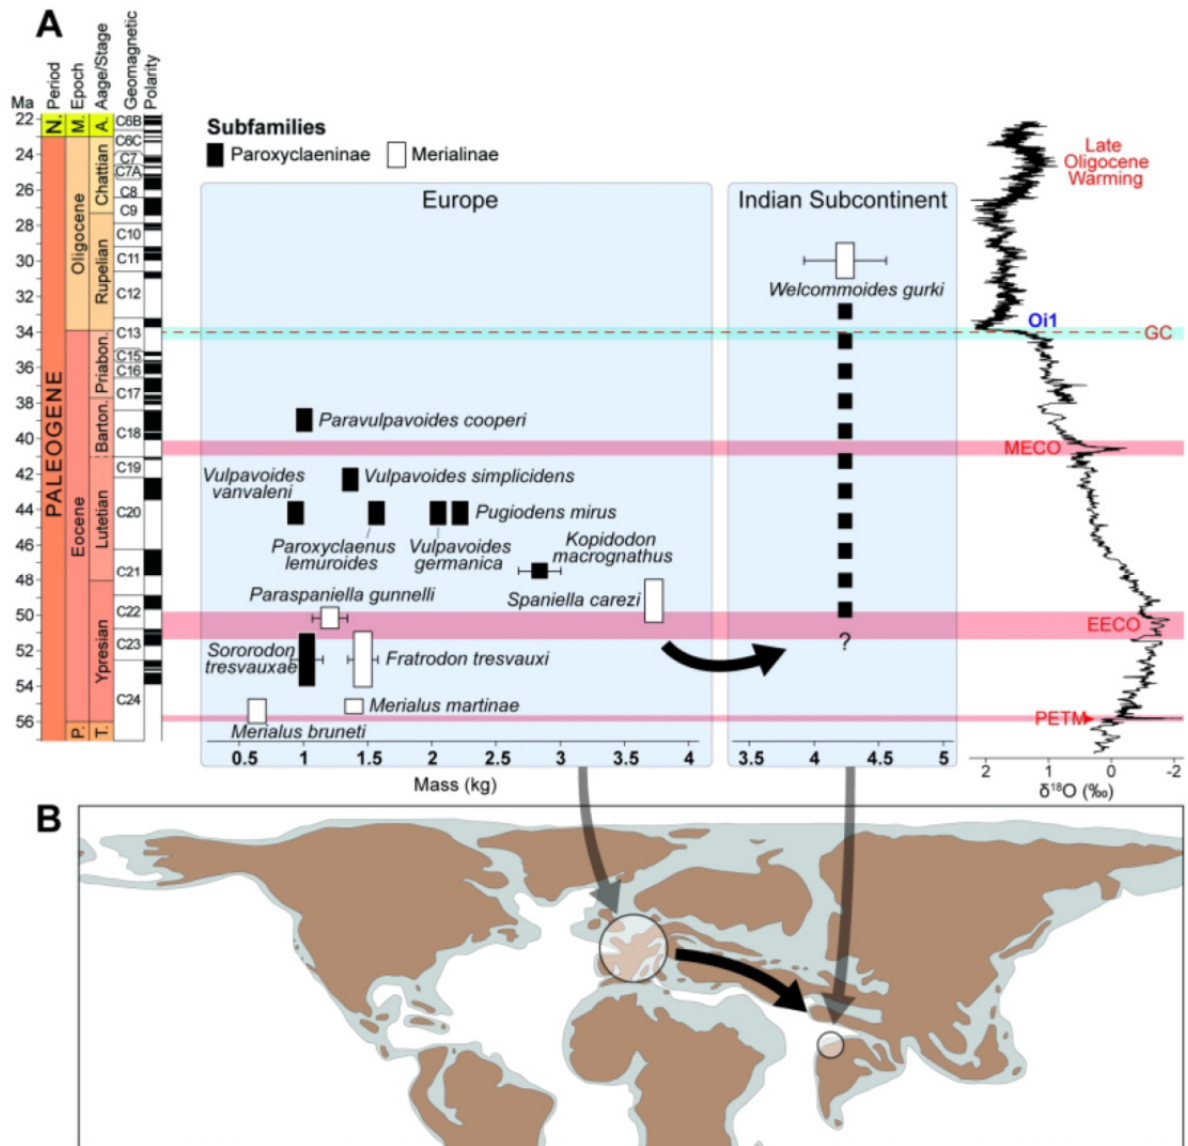 A
Ma
Period
Epoch
Aage/Stage
Geomagnetic
Polarity
22
24
26
28
30
32
34
36
38
40
42
44
46
48
50
52
54
56
N.
PALEOGENE
M.
Oligocene
Eocene
P.
A.
Chattian
Rupelian
Priabon.
Barton.
Lutetian
Ypresian
T.
C6B
C6C
C7
C7A
C8
C9
C10
C11
C12
C13
C15
C16
C17
C18
C19
C20
C21
C22
C23
C24
Subfamilies
Paroxyclaeninae
Merialinae
Europe
Indian Subcontinent
Welcommoides gurki
Paravulpavoides cooperi
Vulpavoides
vanvaleni
Vulpavoides simplicidens
Pugiodens mirus
Paroxyclaenus
lemuroides
Vulpavoides
germanica
Kopidodon
macrognathus
Paraspaniella gunnelli
Spaniella carezi
Sororodon
tresvauxae
Fratrodon tresvauxi
Merialus martinae
Merialus bruneti
?
0.5 1 1.5 2 2.5 3 3.5 4
Mass (kg)
3.5 4 4.5 5
Late
Oligocene
Warming
Oi1
GC
MECO
EECO
PETM
2 1 0 -2
δ¹⁸O (‰)
B